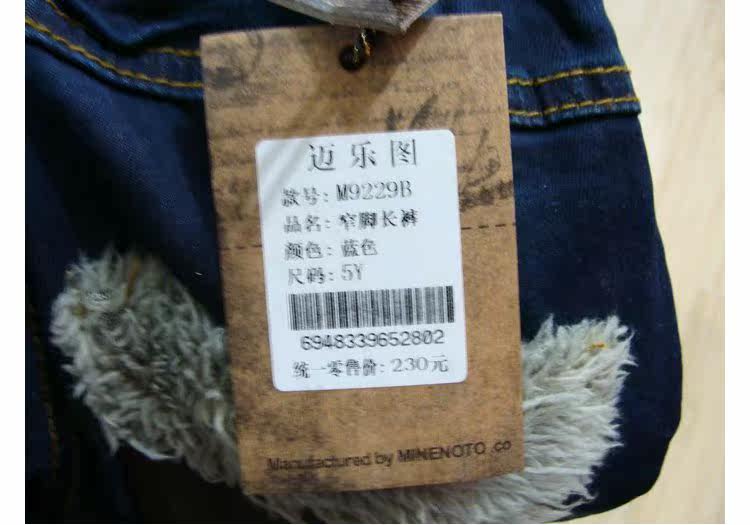 迈乐图
款号: M9229B
品名: 窄脚长裤
颜色: 蓝色
尺码: 5Y
6948339652802
统一零售价: 230元
Manufactured by MINENOTO .co